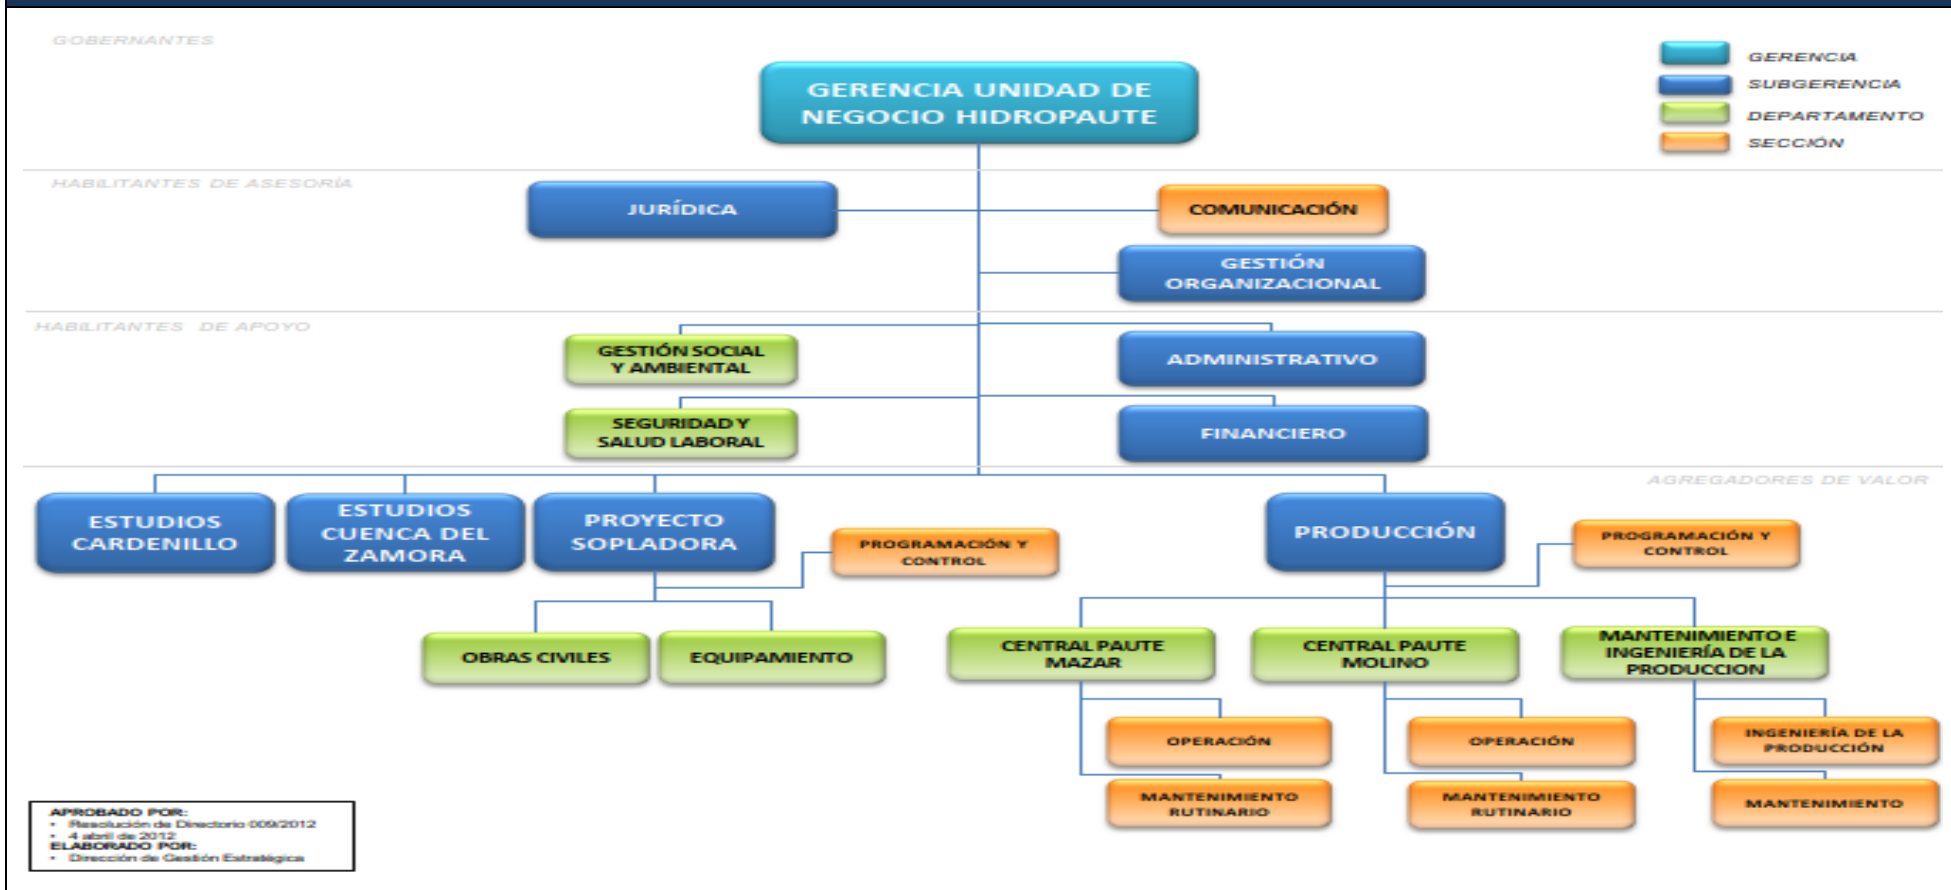 GOBERNANTES
GERENCIA UNIDAD DE
NEGOCIO HIDROPAUTE
GERENCIA
SUBGERENCIA
DEPARTAMENTO
SECCIÓN
HABILITANTES DE ASESORÍA
JURÍDICA
COMUNICACIÓN
GESTIÓN
ORGANIZACIONAL
HABILITANTES DE APOYO
GESTIÓN SOCIAL
Y AMBIENTAL
ADMINISTRATIVO
SEGURIDAD Y
SALUD LABORAL
FINANCIERO
AGREGADORES DE VALOR
ESTUDIOS
CARDENILLO
ESTUDIOS
CUENCA DEL
ZAMORA
PROYECTO
SOPLADORA
PROGRAMACIÓN Y
CONTROL
PRODUCCIÓN
PROGRAMACIÓN Y
CONTROL
OBRAS CIVILES
EQUIPAMIENTO
CENTRAL PAUTE
MAZAR
CENTRAL PAUTE
MOLINO
MANTENIMIENTO E
INGENIERÍA DE LA
PRODUCCION
OPERACIÓN
OPERACIÓN
INGENIERÍA DE LA
PRODUCCIÓN
MANTENIMIENTO
RUTINARIO
MANTENIMIENTO
RUTINARIO
MANTENIMIENTO
APROBADO POR:
• Resolución de Directorio 009/2012
• 4 abril de 2012
ELABORADO POR:
• Dirección de Gestión Estratégica